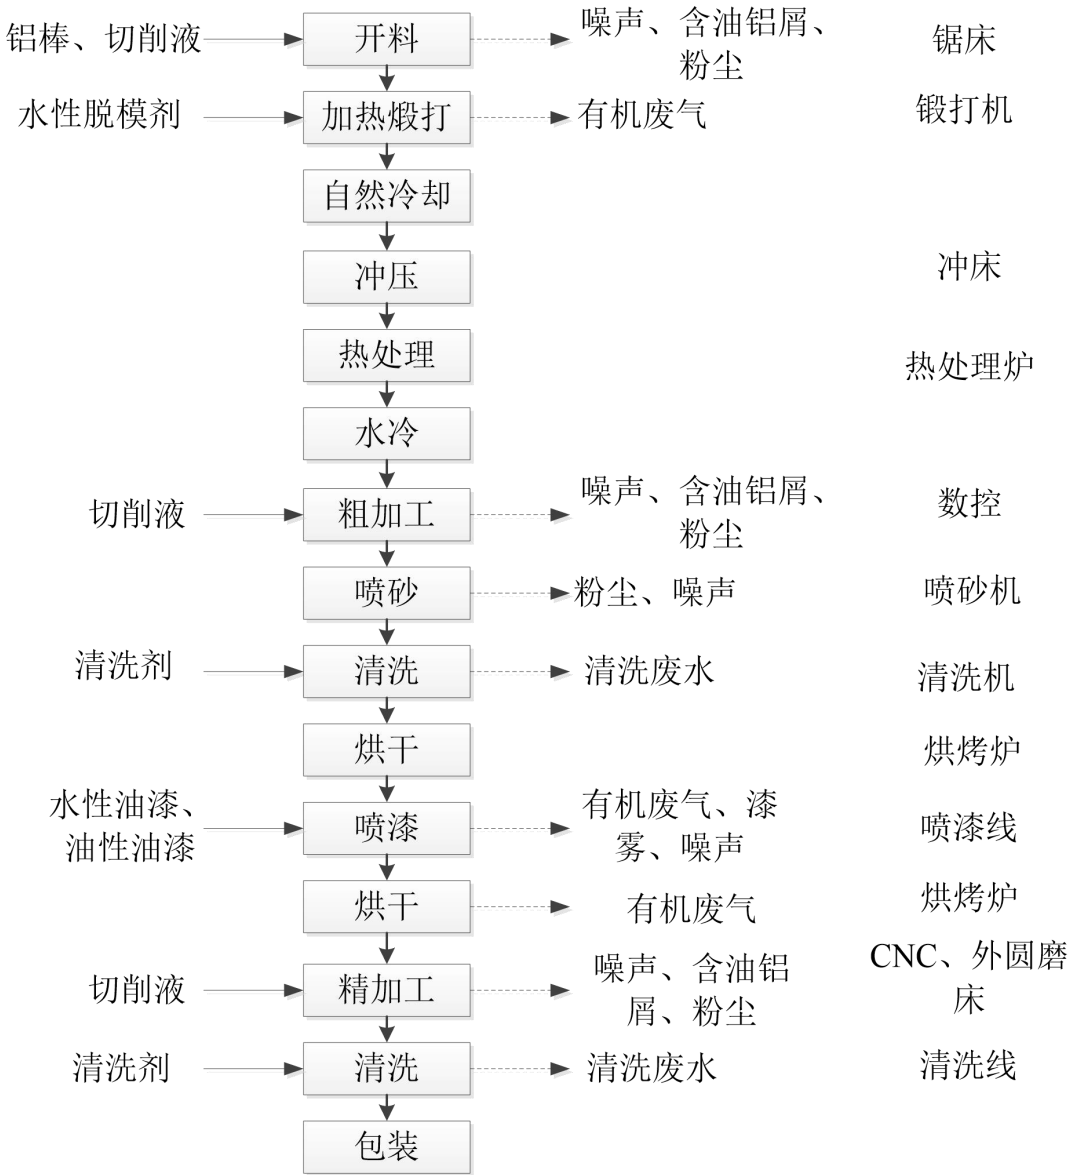 铝棒、切削液
开料
噪声、含油铝屑、
粉尘
锯床
水性脱模剂
加热煅打
有机废气
锻打机
自然冷却
冲压
冲床
热处理
热处理炉
水冷
切削液
粗加工
噪声、含油铝屑、
粉尘
数控
喷砂
粉尘、噪声
喷砂机
清洗剂
清洗
清洗废水
清洗机
烘干
烘烤炉
水性油漆、
油性油漆
喷漆
有机废气、漆
雾、噪声
喷漆线
烘干
有机废气
烘烤炉
切削液
精加工
噪声、含油铝
屑、粉尘
CNC、外圆磨
床
清洗剂
清洗
清洗废水
清洗线
包装